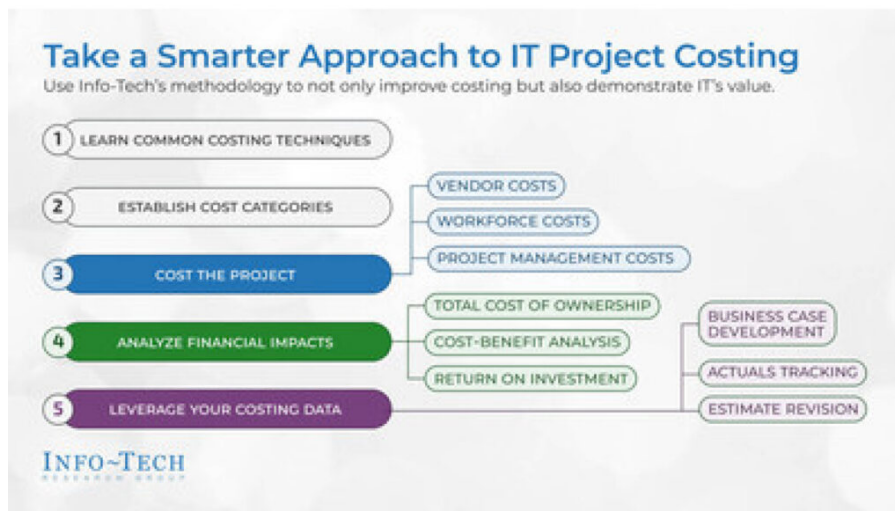 Take a Smarter Approach to IT Project Costing
Use Info-Tech's methodology to not only improve costing but also demonstrate IT's value.
1 LEARN COMMON COSTING TECHNIQUES
2 ESTABLISH COST CATEGORIES
3 COST THE PROJECT
VENDOR COSTS
WORKFORCE COSTS
PROJECT MANAGEMENT COSTS
4 ANALYZE FINANCIAL IMPACTS
TOTAL COST OF OWNERSHIP
COST-BENEFIT ANALYSIS
RETURN ON INVESTMENT
5 LEVERAGE YOUR COSTING DATA
BUSINESS CASE
DEVELOPMENT
ACTUALS TRACKING
ESTIMATE REVISION
INFO~TECH
RESEARCH GROUP